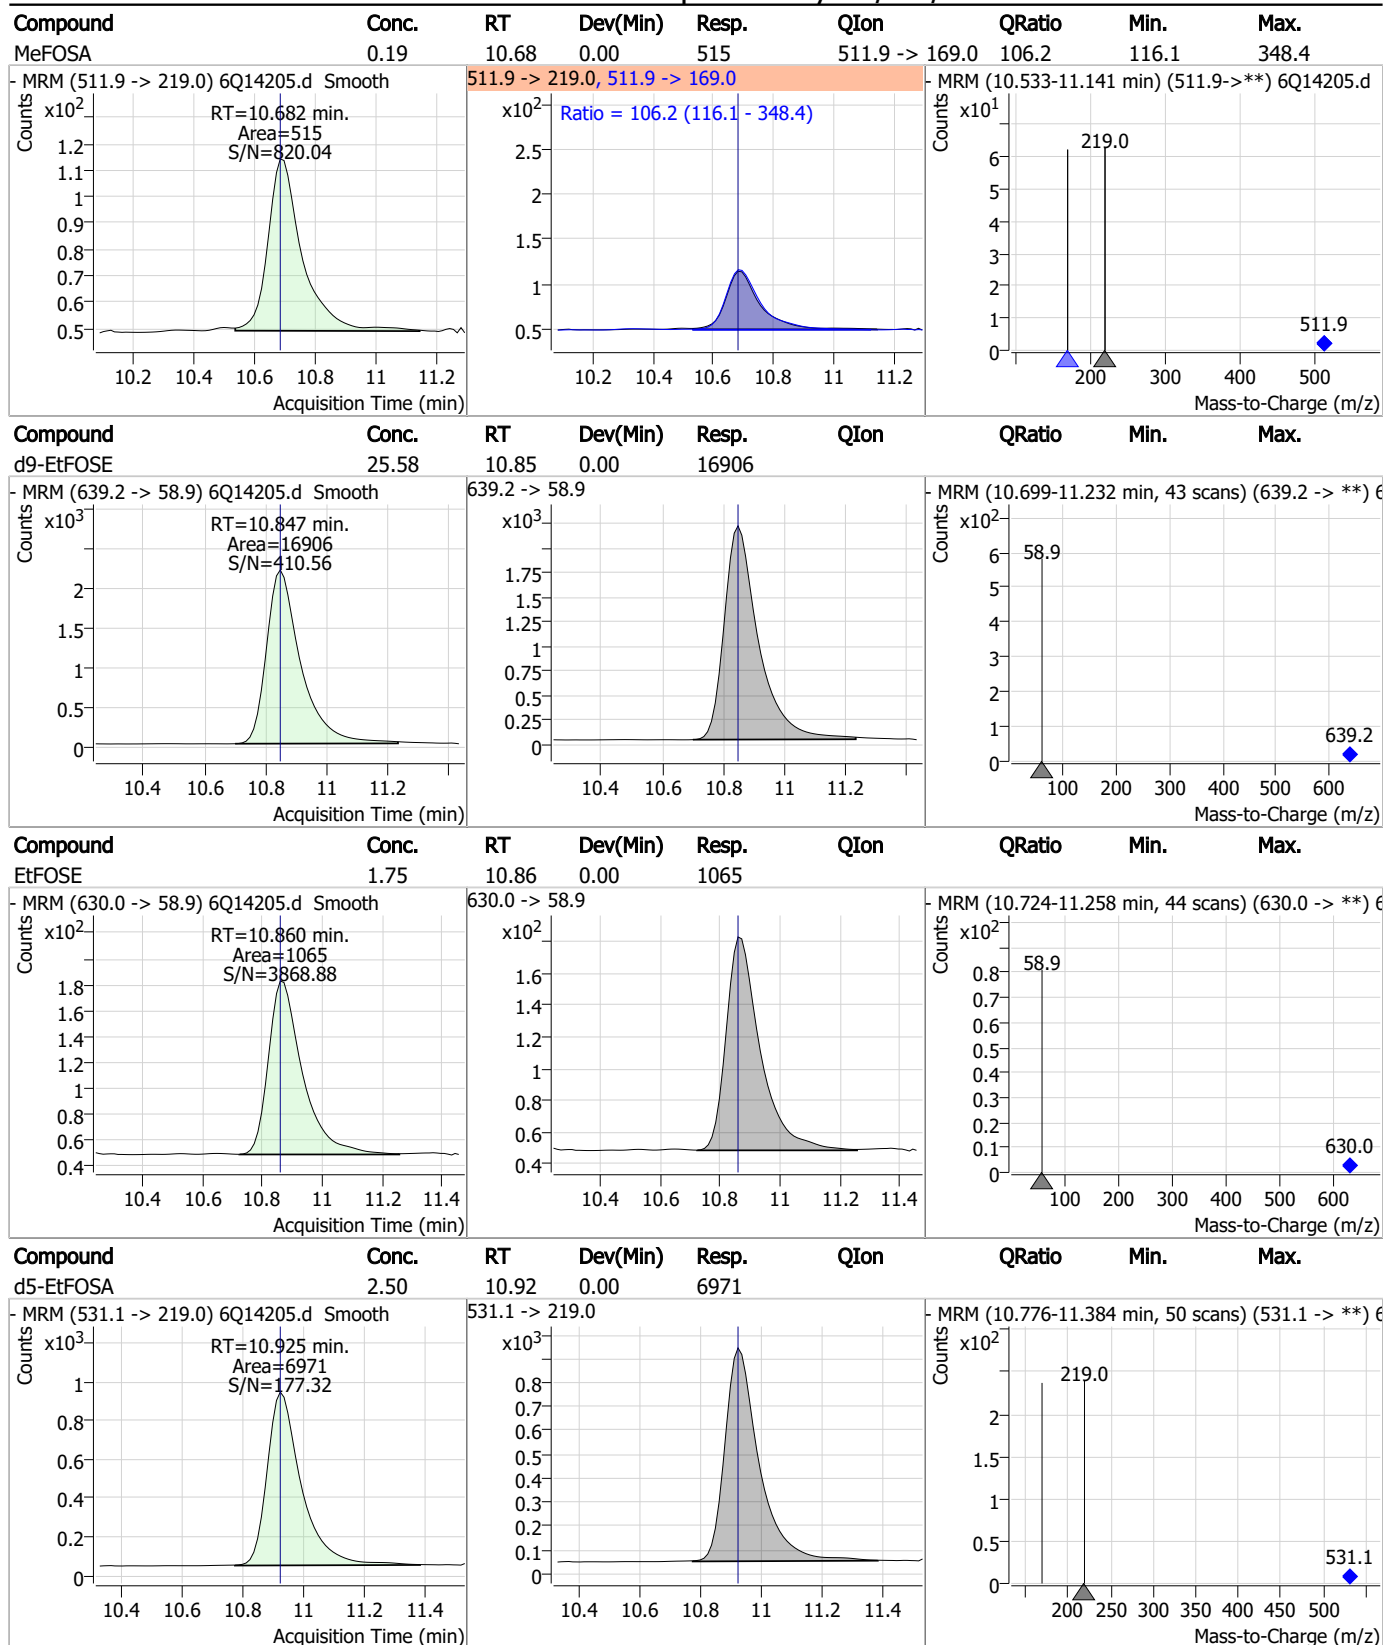 Compound Conc. RT Dev(Min) Resp. QIon QRatio Min. Max.
MeFOSA 0.19 10.68 0.00 515 511.9 -> 169.0 106.2 116.1 348.4
- MRM (511.9 -> 219.0) 6Q14205.d Smooth
Counts
x10²
RT=10.682 min.
Area=515
S/N=820.04
1.2
1.1
1
0.9
0.8
0.7
0.6
0.5
10.2 10.4 10.6 10.8 11 11.2
Acquisition Time (min)
511.9 -> 219.0, 511.9 -> 169.0
x10²
Ratio = 106.2 (116.1 - 348.4)
2.5
2
1.5
1
0.5
10.2 10.4 10.6 10.8 11 11.2
- MRM (10.533-11.141 min) (511.9->**) 6Q14205.d
Counts
x10¹
219.0
6
5
4
3
2
1
0
511.9
200 300 400 500
Mass-to-Charge (m/z)
Compound Conc. RT Dev(Min) Resp. QIon QRatio Min. Max.
d9-EtFOSE 25.58 10.85 0.00 16906
- MRM (639.2 -> 58.9) 6Q14205.d Smooth
Counts
x10³
RT=10.847 min.
Area=16906
S/N=410.56
2
1.5
1
0.5
0
10.4 10.6 10.8 11 11.2
Acquisition Time (min)
639.2 -> 58.9
x10³
1.75
1.5
1.25
1
0.75
0.5
0.25
0
10.4 10.6 10.8 11 11.2
- MRM (10.699-11.232 min, 43 scans) (639.2 -> **) 6
Counts
x10²
58.9
6
5
4
3
2
1
0
639.2
100 200 300 400 500 600
Mass-to-Charge (m/z)
Compound Conc. RT Dev(Min) Resp. QIon QRatio Min. Max.
EtFOSE 1.75 10.86 0.00 1065
- MRM (630.0 -> 58.9) 6Q14205.d Smooth
Counts
x10²
RT=10.860 min.
Area=1065
S/N=3868.88
1.8
1.6
1.4
1.2
1
0.8
0.6
0.4
10.4 10.6 10.8 11 11.2 11.4
Acquisition Time (min)
630.0 -> 58.9
x10²
1.6
1.4
1.2
1
0.8
0.6
0.4
10.4 10.6 10.8 11 11.2 11.4
- MRM (10.724-11.258 min, 44 scans) (630.0 -> **) 6
Counts
x10²
58.9
0.8
0.7
0.6
0.5
0.4
0.3
0.2
0.1
0
630.0
100 200 300 400 500 600
Mass-to-Charge (m/z)
Compound Conc. RT Dev(Min) Resp. QIon QRatio Min. Max.
d5-EtFOSA 2.50 10.92 0.00 6971
- MRM (531.1 -> 219.0) 6Q14205.d Smooth
Counts
x10³
RT=10.925 min.
Area=6971
S/N=177.32
1
0.8
0.6
0.4
0.2
0
10.4 10.6 10.8 11 11.2 11.4
Acquisition Time (min)
531.1 -> 219.0
x10³
0.8
0.7
0.6
0.5
0.4
0.3
0.2
0.1
0
10.4 10.6 10.8 11 11.2 11.4
- MRM (10.776-11.384 min, 50 scans) (531.1 -> **) 6
Counts
x10²
219.0
2
1.5
1
0.5
0
531.1
200 250 300 350 400 450 500
Mass-to-Charge (m/z)